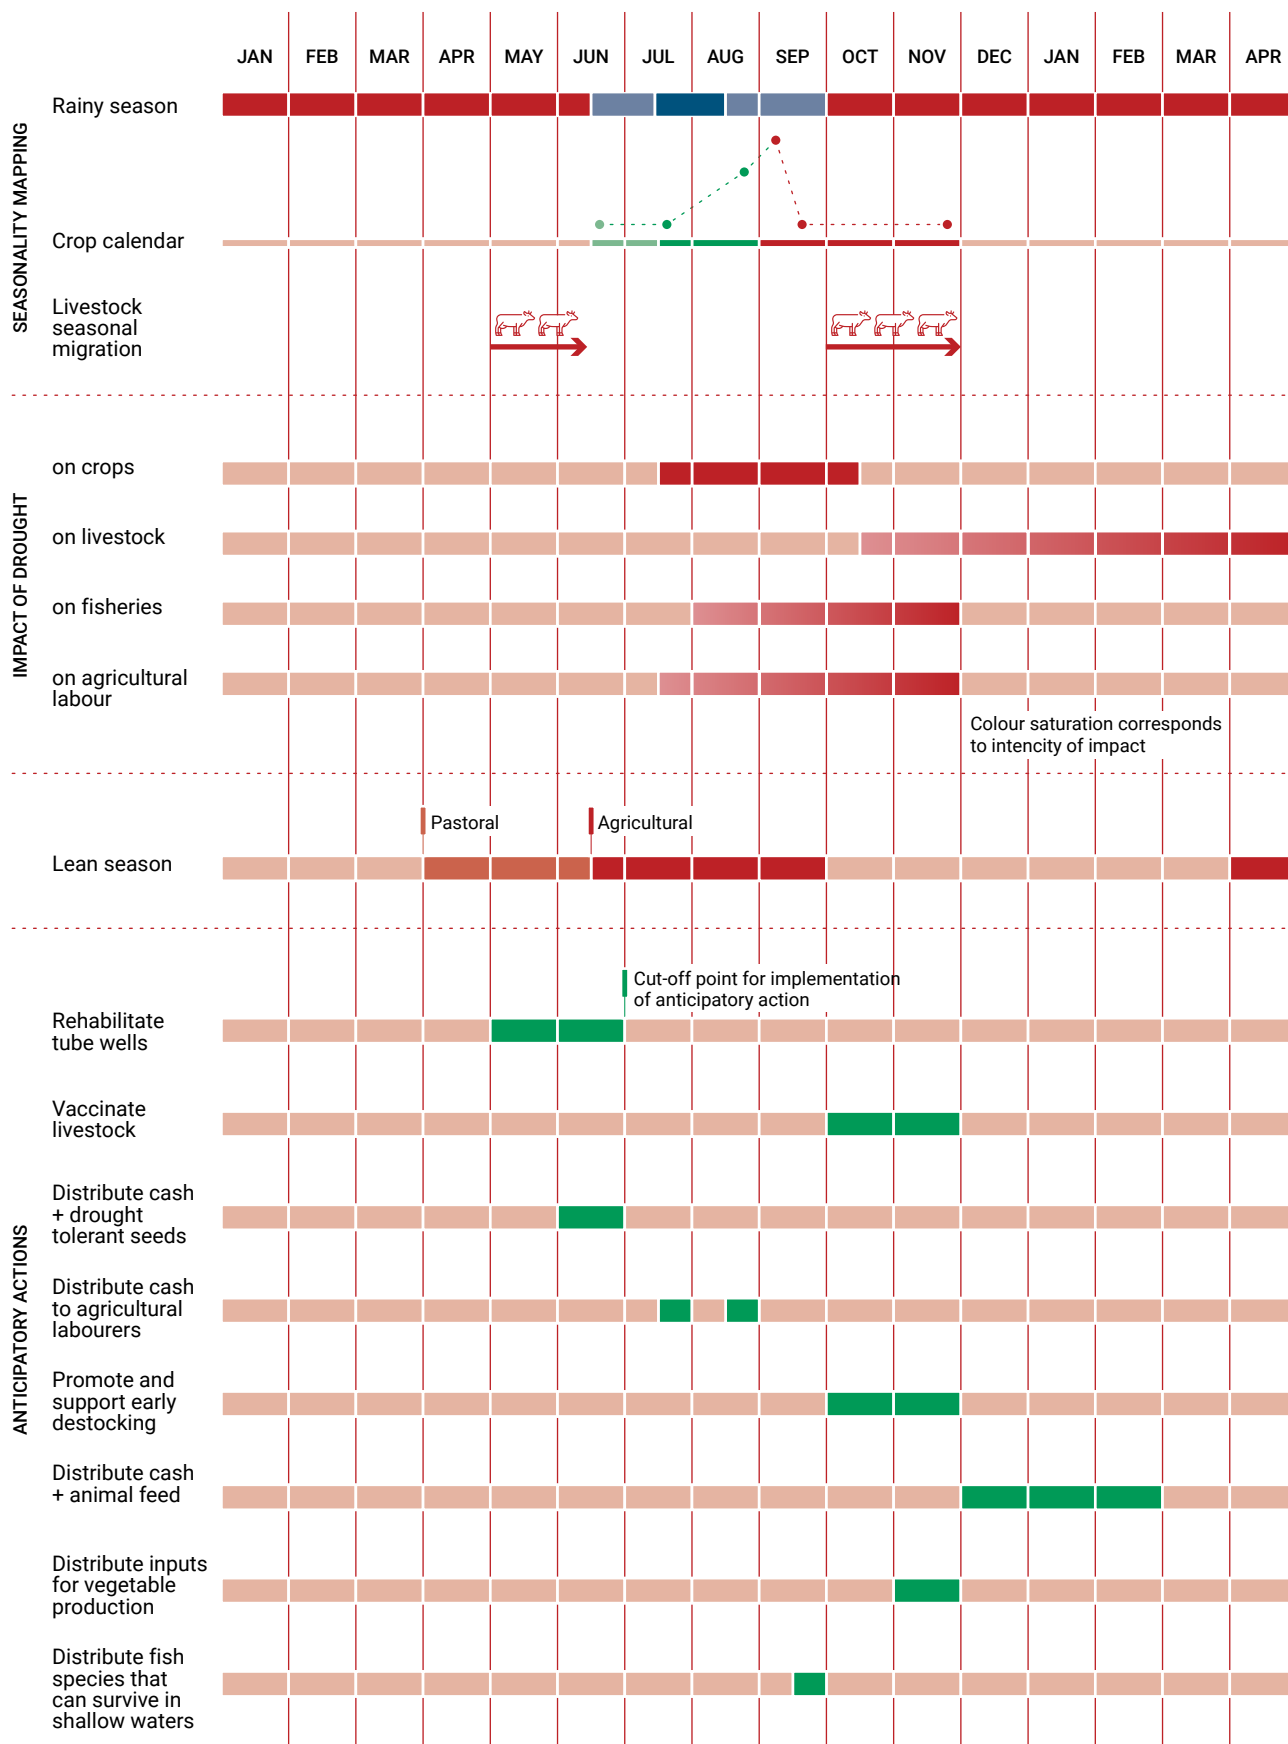 JAN FEB MAR APR MAY JUN JUL AUG SEP OCT NOV DEC JAN FEB MAR APR
SEASONALITY MAPPING
Rainy season
Crop calendar
Livestock
seasonal
migration
IMPACT OF DROUGHT
on crops
on livestock
on fisheries
on agricultural
labour
Colour saturation corresponds
to intencity of impact
Pastoral
Agricultural
Lean season
ANTICIPATORY ACTIONS
Cut-off point for implementation
of anticipatory action
Rehabilitate
tube wells
Vaccinate
livestock
Distribute cash
+ drought
tolerant seeds
Distribute cash
to agricultural
labourers
Promote and
support early
destocking
Distribute cash
+ animal feed
Distribute inputs
for vegetable
production
Distribute fish
species that
can survive in
shallow waters